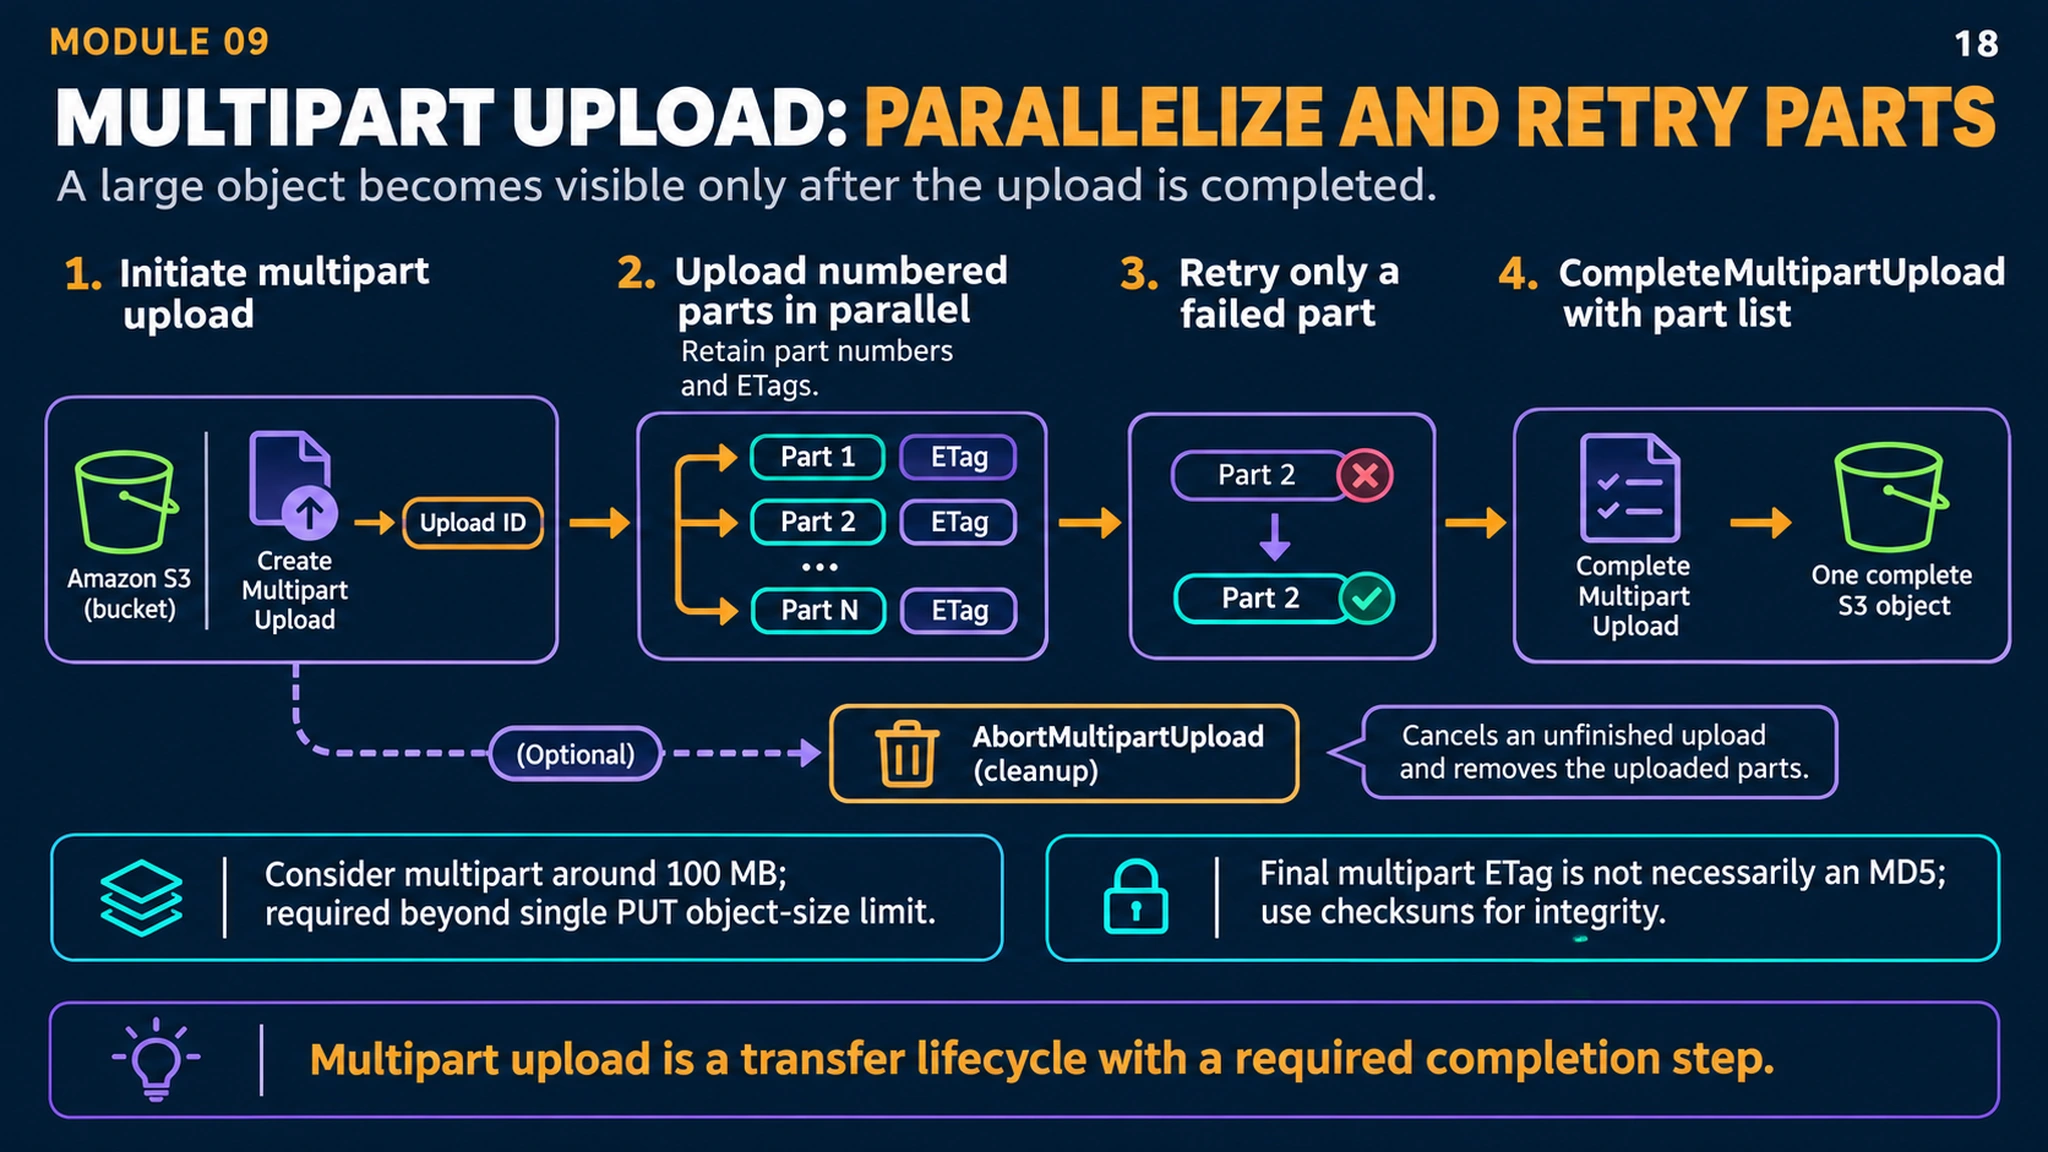 MODULE 09
18
MULTIPART UPLOAD: PARALLELIZE AND RETRY PARTS
A large object becomes visible only after the upload is completed.
1. Initiate multipart
upload
2. Upload numbered
parts in parallel
Retain part numbers
and ETags.
3. Retry only a
failed part
4. CompleteMultipartUpload
with part list
Amazon S3
(bucket)
Create
Multipart
Upload
Upload ID
Part 1 ETag
Part 2 ETag
...
Part N ETag
Part 2
Part 2
Complete
Multipart
Upload
One complete
S3 object
(Optional)
AbortMultipartUpload
(cleanup)
Cancels an unfinished upload
and removes the uploaded parts.
Consider multipart around 100 MB;
required beyond single PUT object-size limit.
Final multipart ETag is not necessarily an MD5;
use checksuns for integrity.
Multipart upload is a transfer lifecycle with a required completion step.